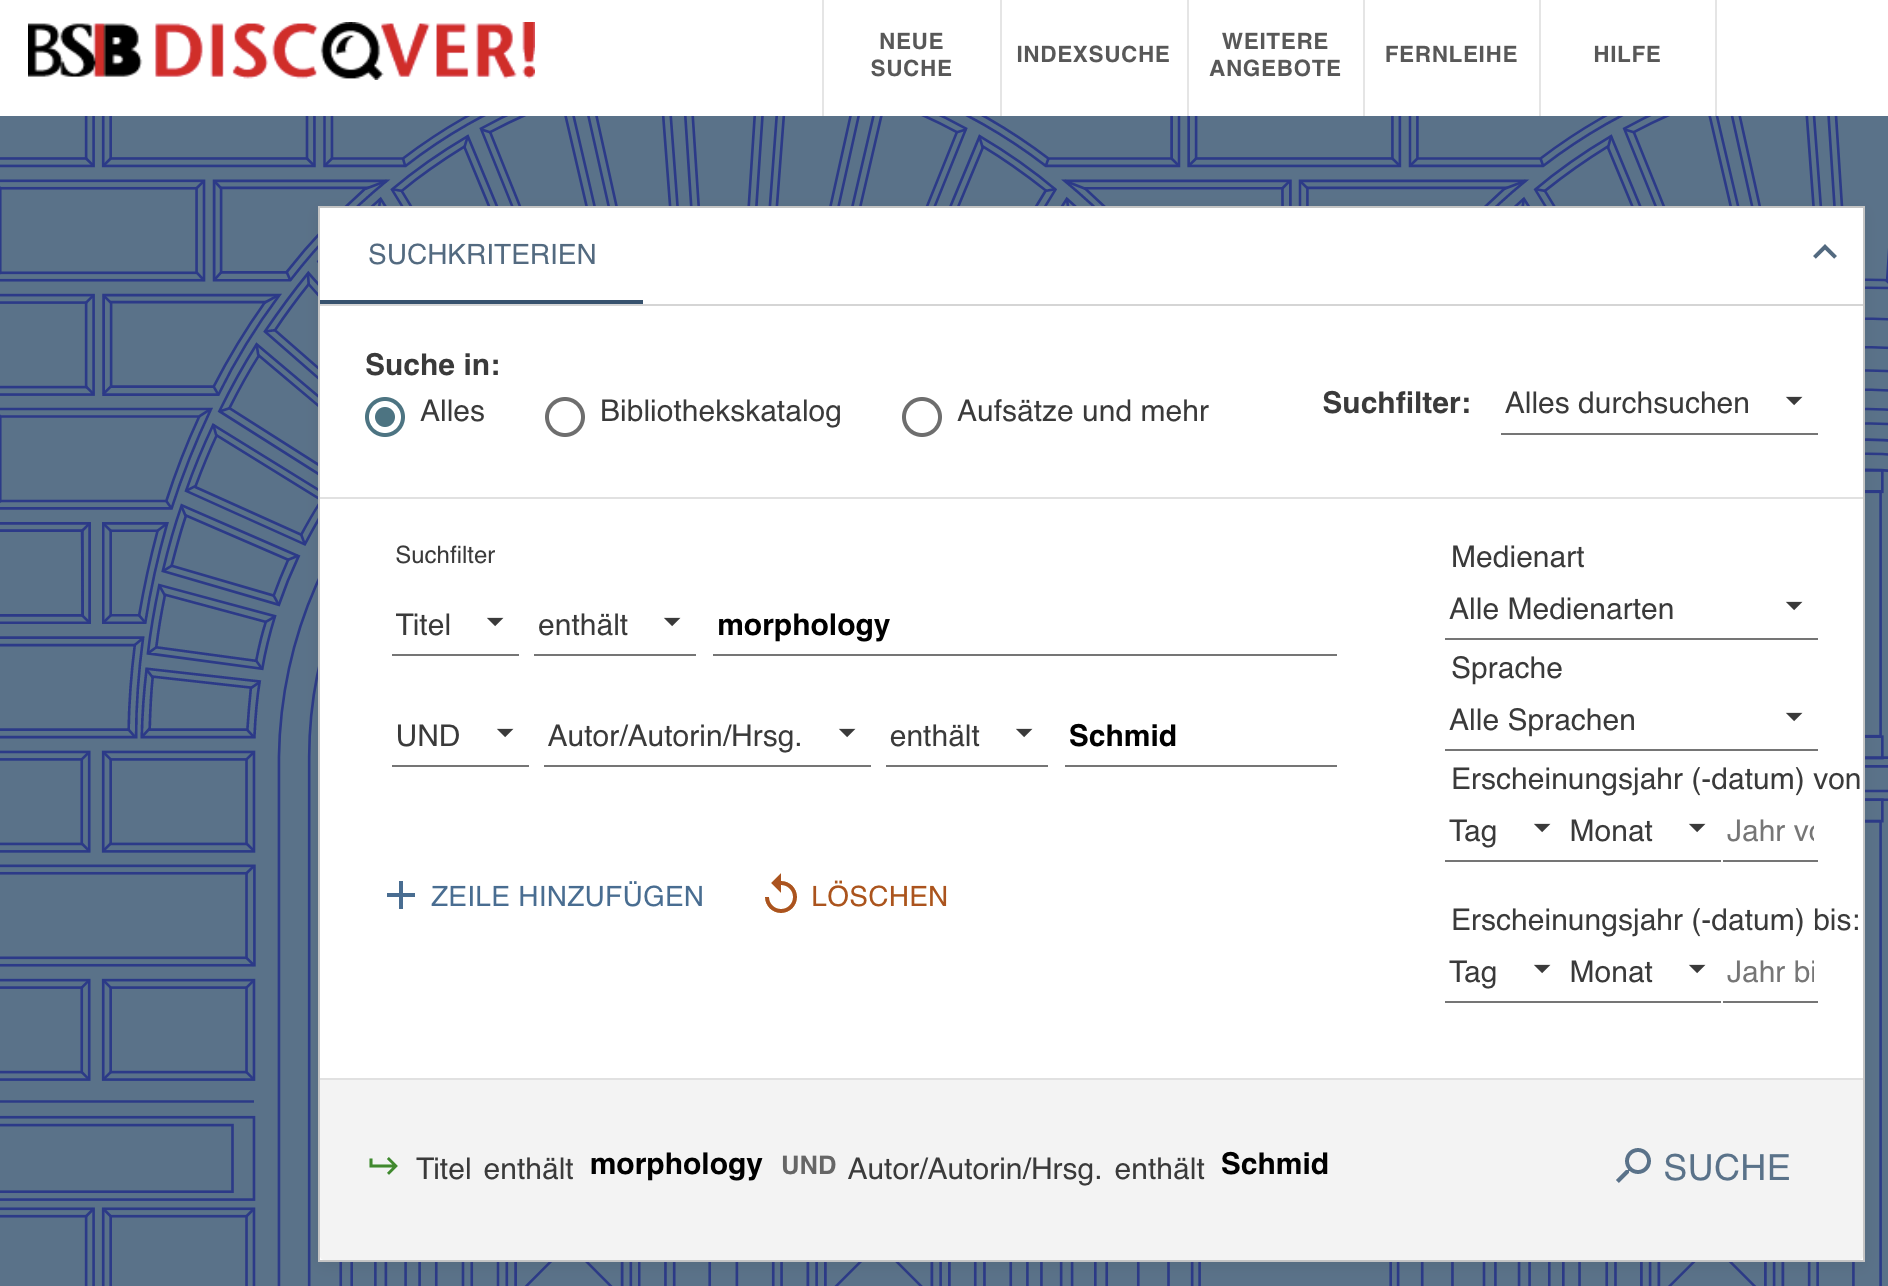 BSB DISCOVER!
NEUE SUCHE
INDEXSUCHE
WEITERE ANGEBOTE
FERNLEIHE
HILFE
SUCHKRITERIEN
Suche in:
Alles
Bibliothekskatalog
Aufsätze und mehr
Suchfilter: Alles durchsuchen
Suchfilter
Titel enthält morphology
UND Autor/Autorin/Hrsg. enthält Schmid
ZEILE HINZUFÜGEN
LÖSCHEN
Medienart
Alle Medienarten
Sprache
Alle Sprachen
Erscheinungsjahr (-datum) von
Tag Monat Jahr vo
Erscheinungsjahr (-datum) bis:
Tag Monat Jahr bi
Titel enthält morphology UND Autor/Autorin/Hrsg. enthält Schmid
SUCHE